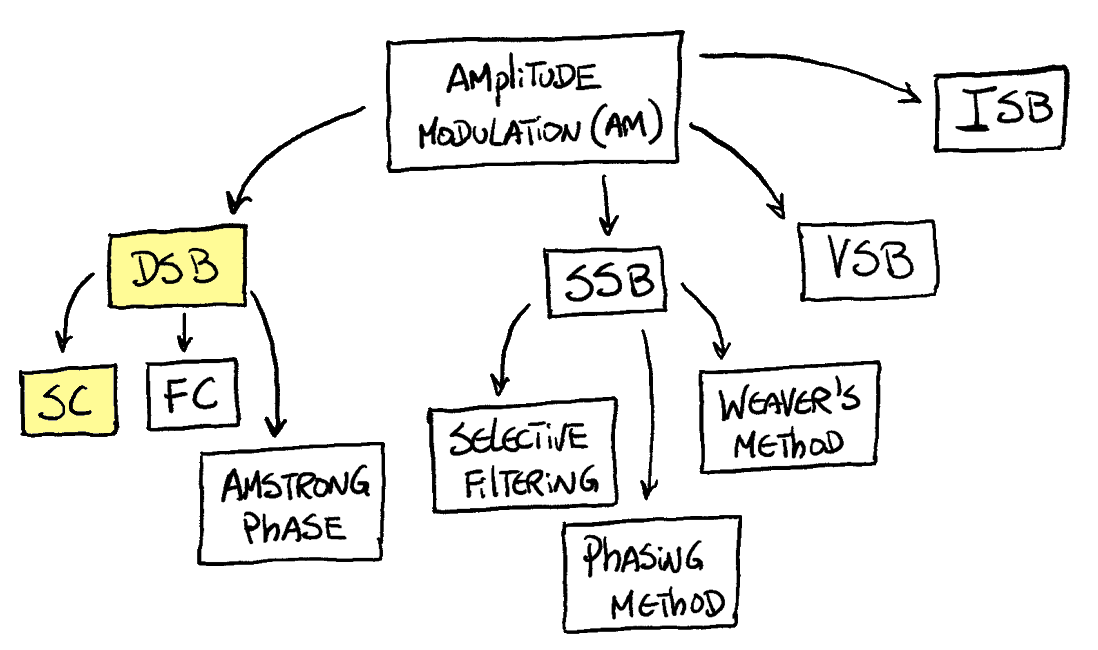 AMPLITUDE
MODULATION (AM)
ISB
DSB
SSB
VSB
SC
FC
AMSTRONG
PHASE
SELECTIVE
FILTERING
WEAVER'S
METHOD
PHASING
METHOD